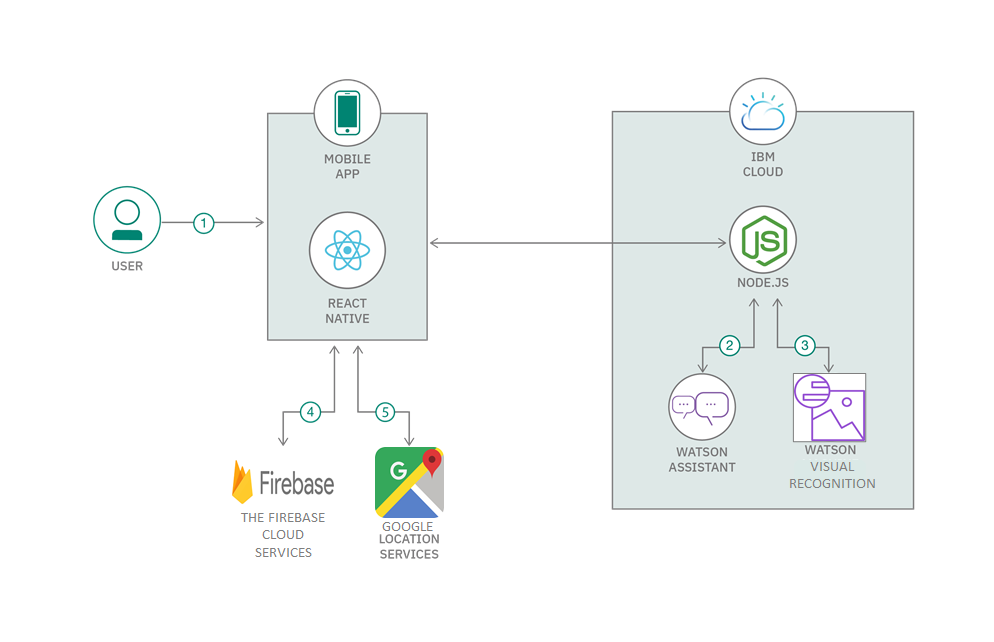 1
USER
MOBILE
APP
REACT
NATIVE
IBM
CLOUD
JS
NODE.JS
2
3
WATSON
ASSISTANT
WATSON
VISUAL
RECOGNITION
4
5
Firebase
THE FIREBASE
CLOUD
SERVICES
G
GOOGLE
LOCATION
SERVICES